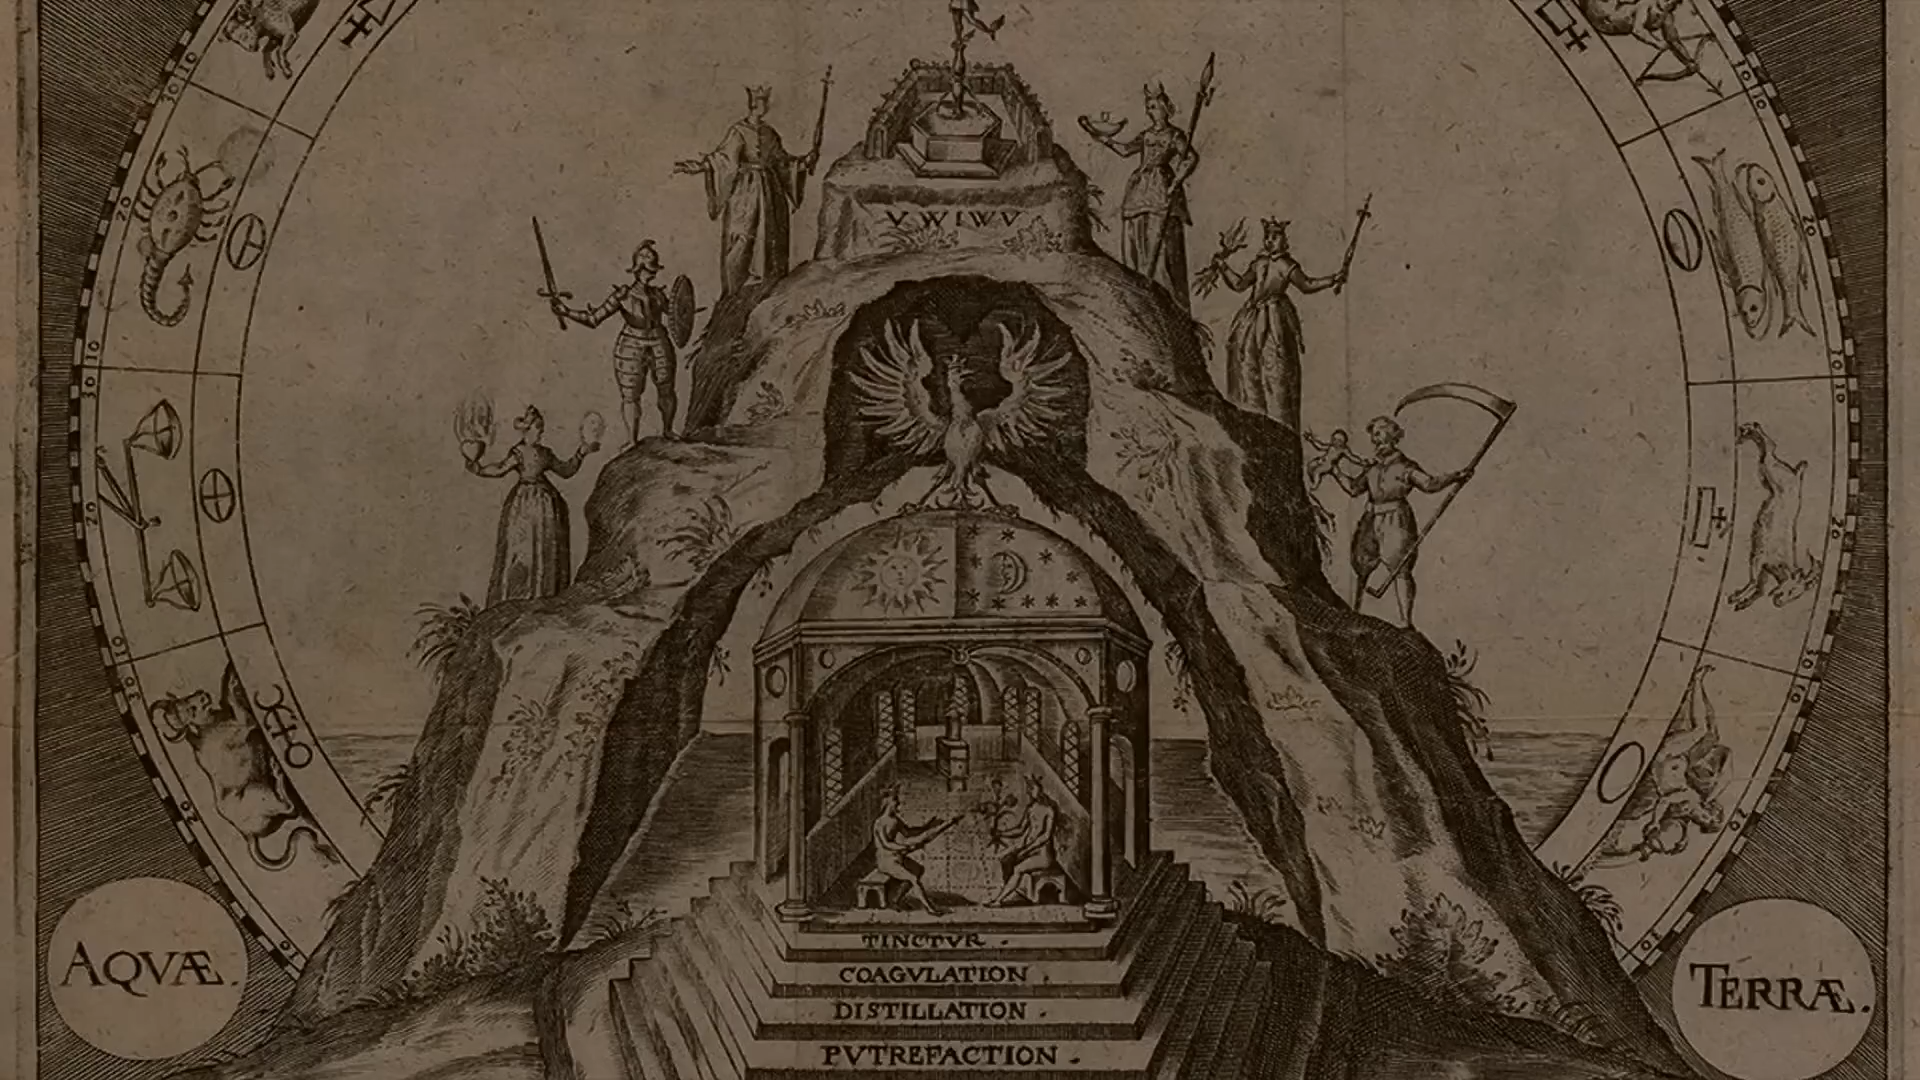 VWIWV
TINCTVR.
COAGVLATION.
DISTILLATION.
PVTREFACTION.
AQVÆ.
TERRÆ.